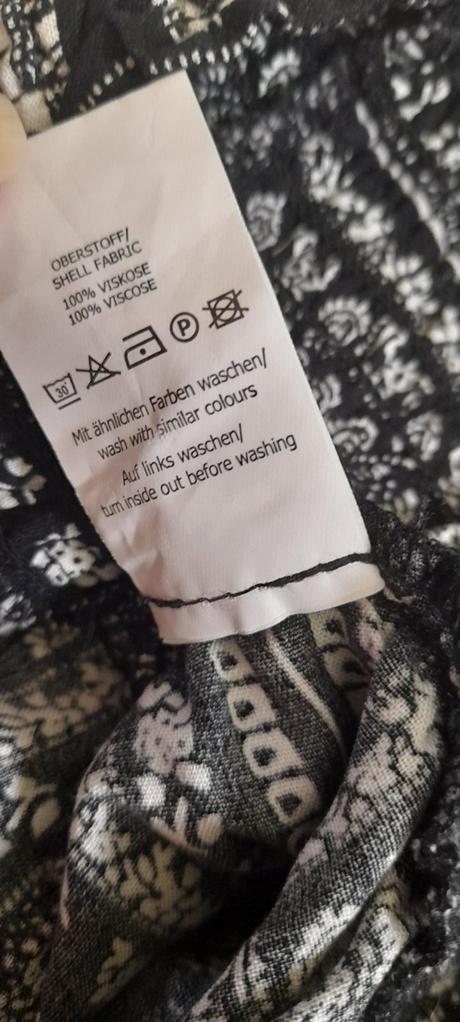 OBERSTOFF/
SHELL FABRIC
100% VISKOSE
100% VISCOSE
30° P
Mit ähnlichen Farben waschen/
wash with similar colours
Auf links waschen/
turn inside out before washing